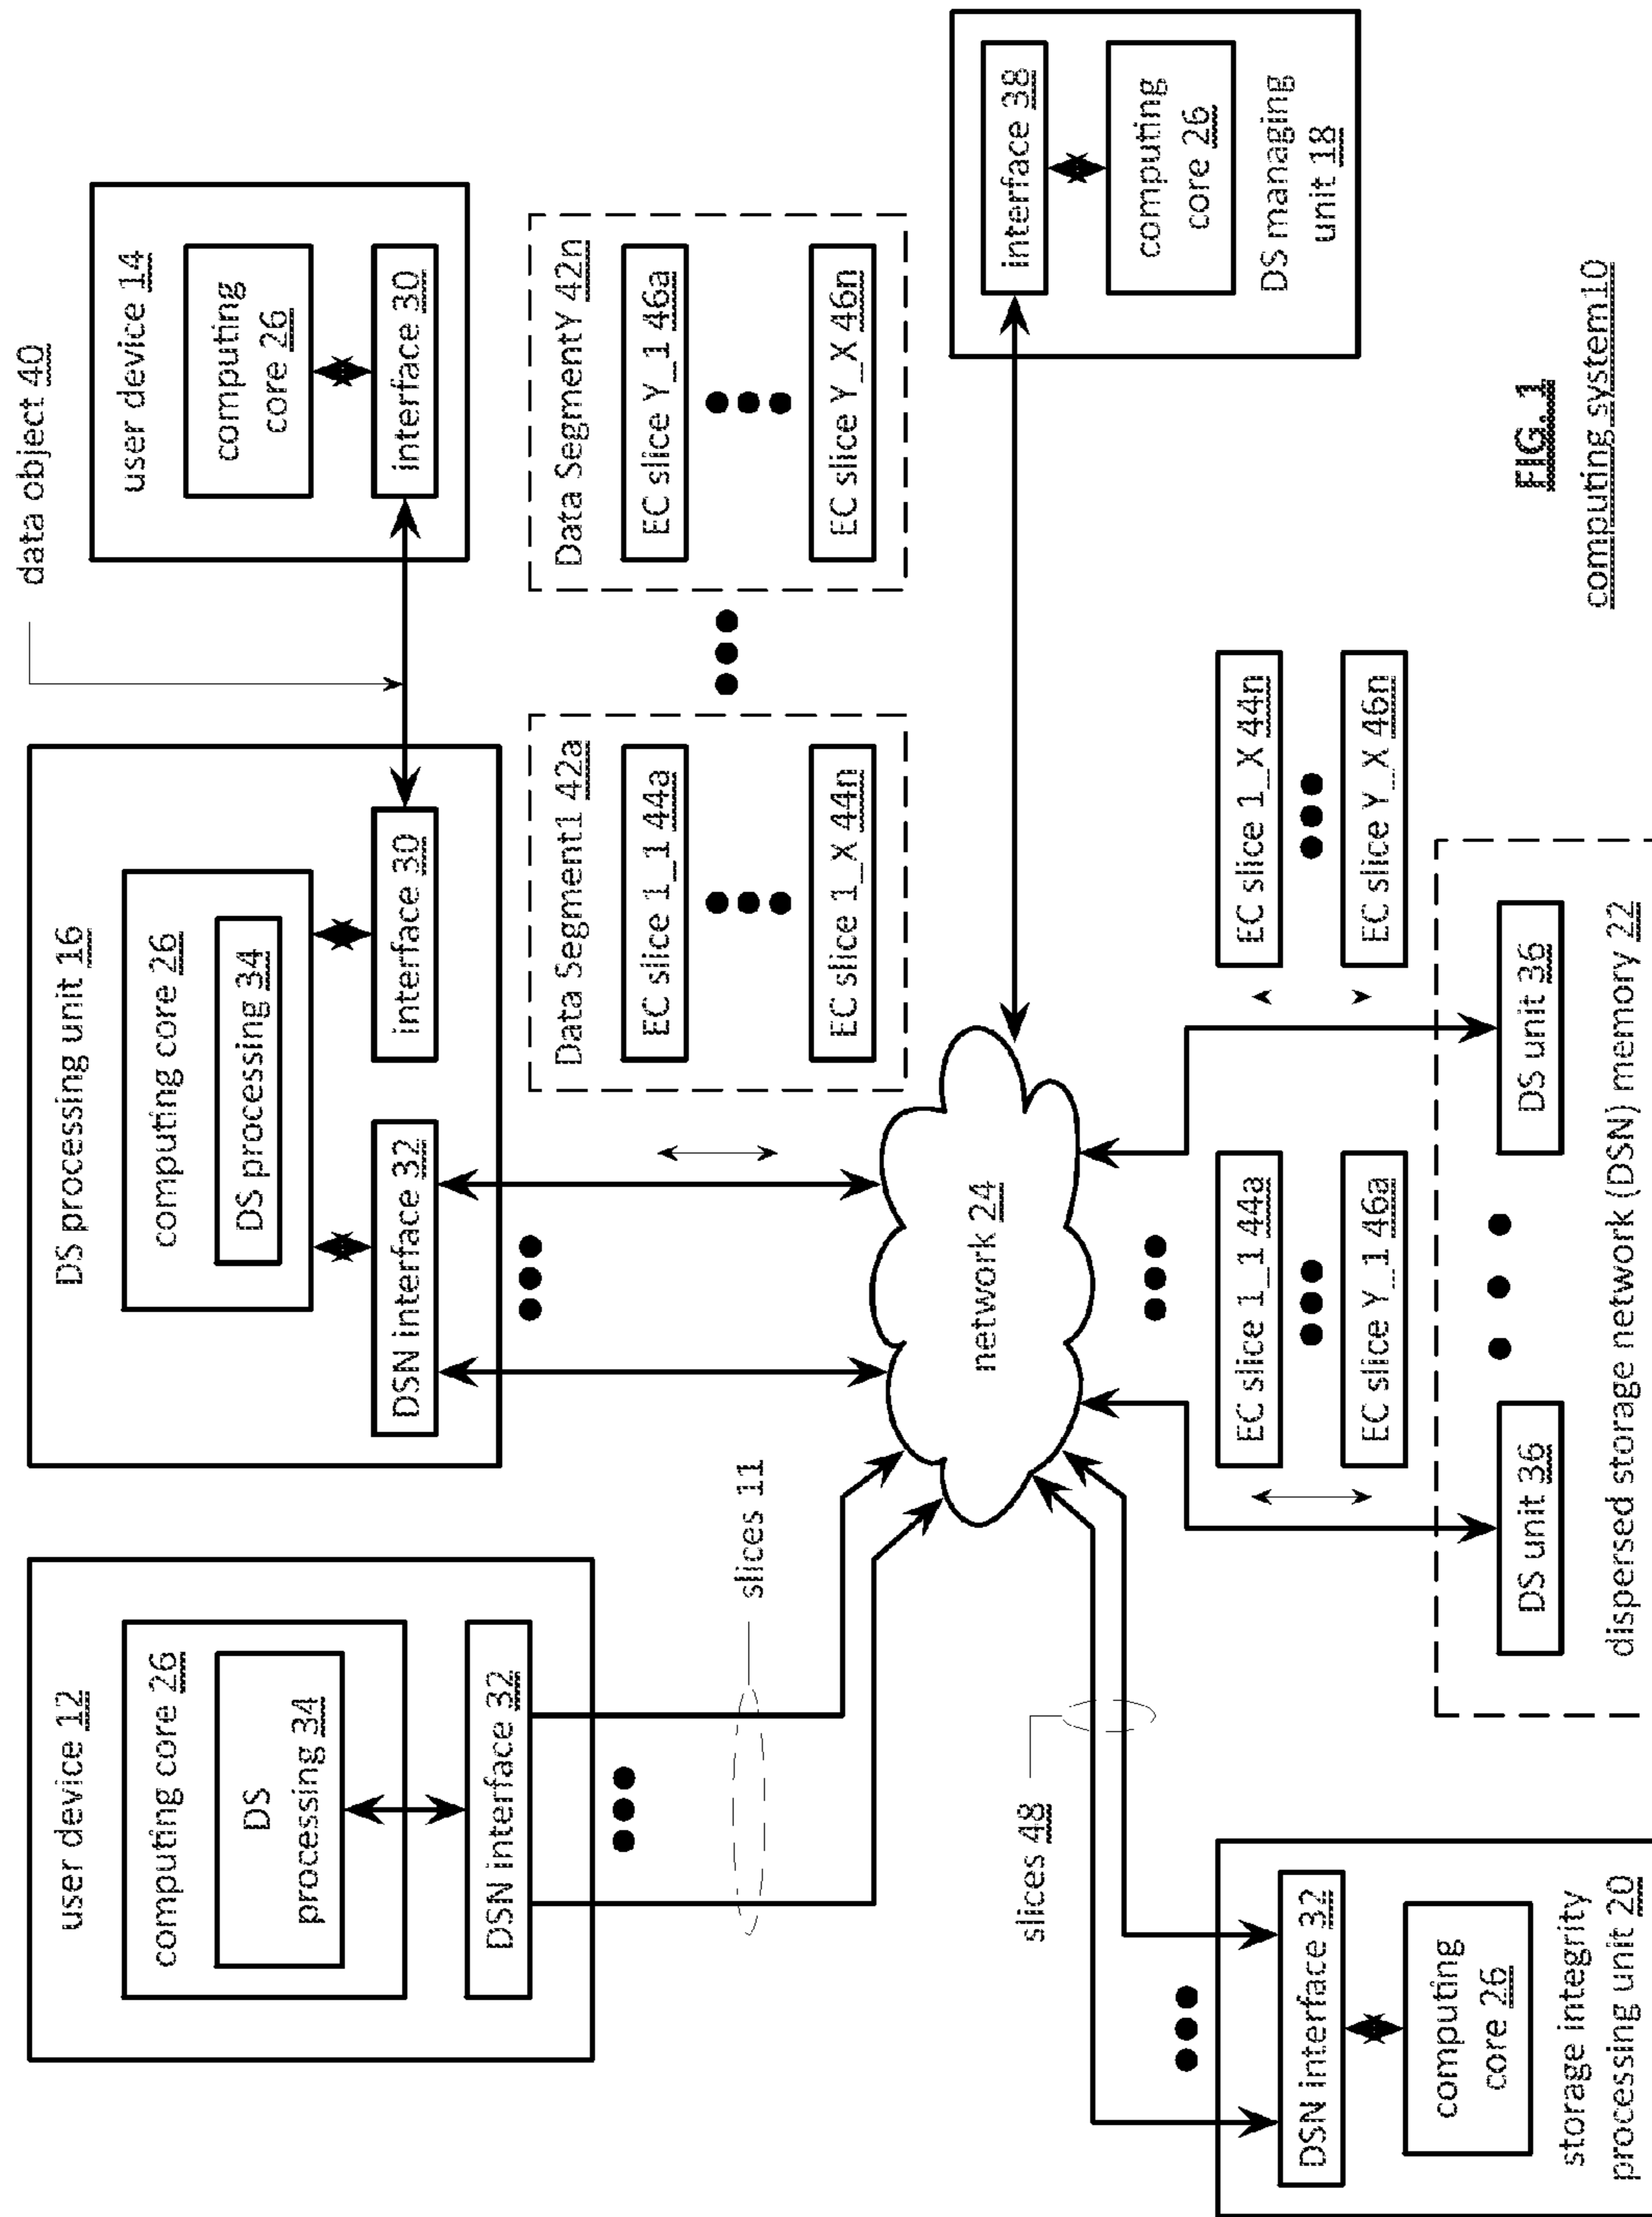 data object 40
user device 12
computing core 26
DS
processing 34
DSN interface 32
DS processing unit 16
computing core 26
DS processing 34
DSN interface 32
interface 30
user device 14
computing
core 26
interface 30
slices 11
Data Segment1 42a
EC slice 1_1 44a
EC slice 1_X 44n
Data SegmentY 42n
EC slice Y_1 46a
EC slice Y_X 46n
network 24
slices 48
DSN interface 32
computing
core 26
storage integrity
processing unit 20
EC slice 1_1 44a
EC slice Y_1 46a
EC slice 1_X 44n
EC slice Y_X 46n
DS unit 36
DS unit 36
dispersed storage network (DSN) memory 22
interface 38
computing
core 26
DS managing
unit 18
FIG. 1
computing system10